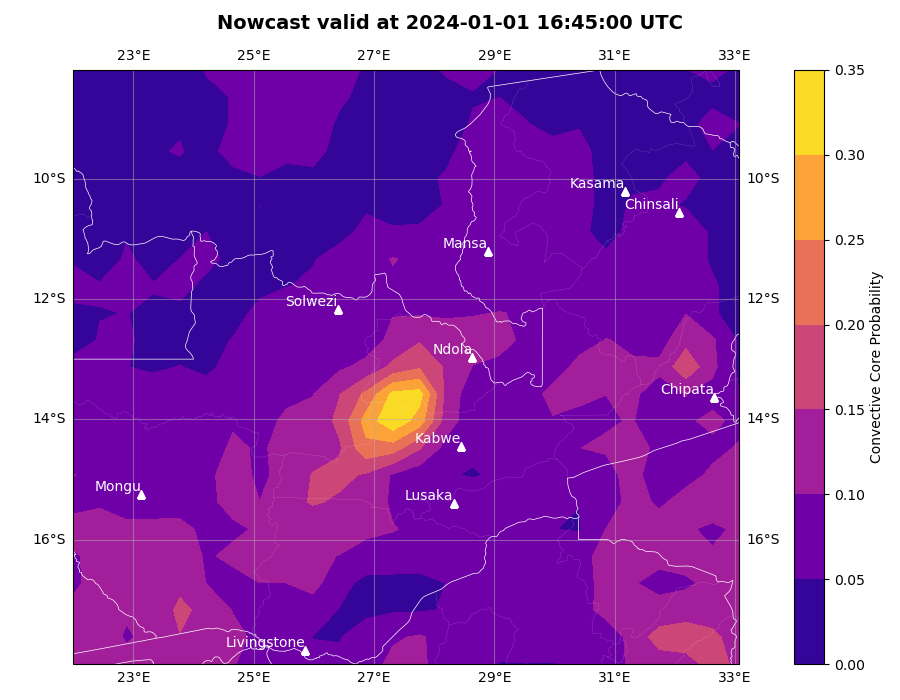 Nowcast valid at 2024-01-01 16:45:00 UTC
23°E 25°E 27°E 29°E 31°E 33°E
10°S 10°S
12°S 12°S
14°S 14°S
16°S 16°S
Kasama
Chinsali
Mansa
Solwezi
Ndola
Chipata
Kabwe
Mongu
Lusaka
Livingstone
23°E 25°E 27°E 29°E 31°E 33°E
0.35
0.30
0.25
0.20
0.15
0.10
0.05
0.00
Convective Core Probability